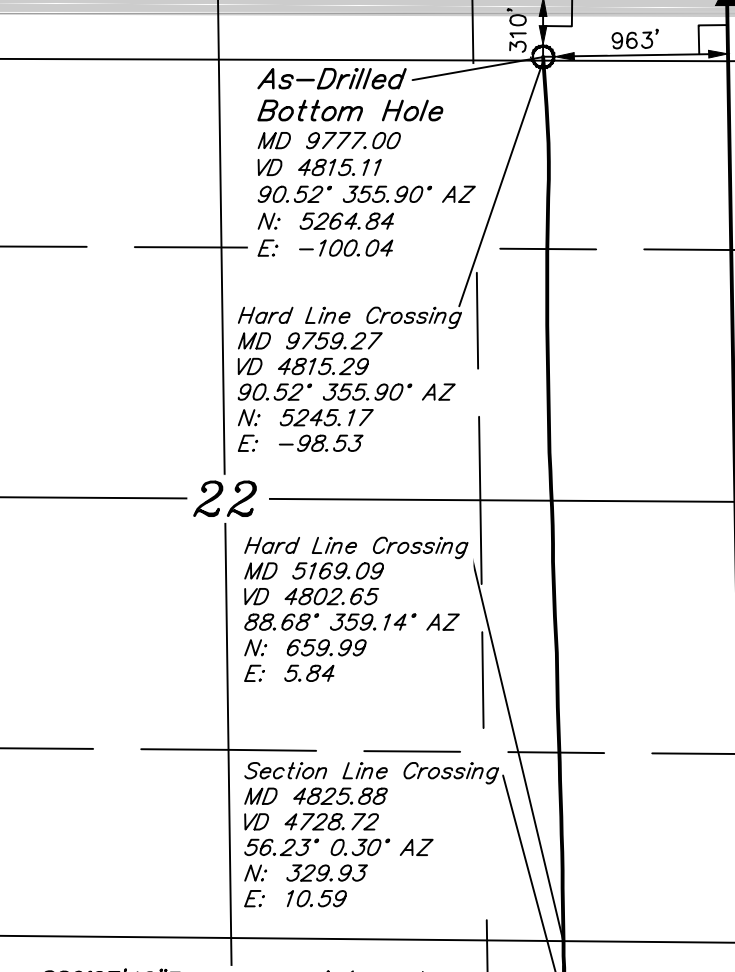 310'
963'
As-Drilled
Bottom Hole
MD 9777.00
VD 4815.11
90.52° 355.90° AZ
N: 5264.84
E: -100.04
Hard Line Crossing
MD 9759.27
VD 4815.29
90.52° 355.90° AZ
N: 5245.17
E: -98.53
22
Hard Line Crossing
MD 5169.09
VD 4802.65
88.68° 359.14° AZ
N: 659.99
E: 5.84
Section Line Crossing
MD 4825.88
VD 4728.72
56.23° 0.30° AZ
N: 329.93
E: 10.59